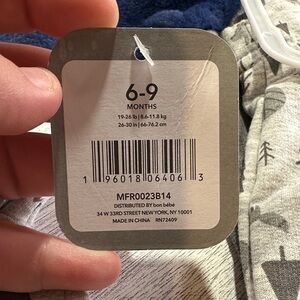 6-9
MONTHS
19-26 lb | 8.6-11.8 kg
26-30 in | 66-76.2 cm
1 96018 06406 3
MFR0023B14
DISTRIBUTED BY bon bébé
34 W 33RD STREET NEW YORK, NY 10001
MADE IN CHINA RN72409